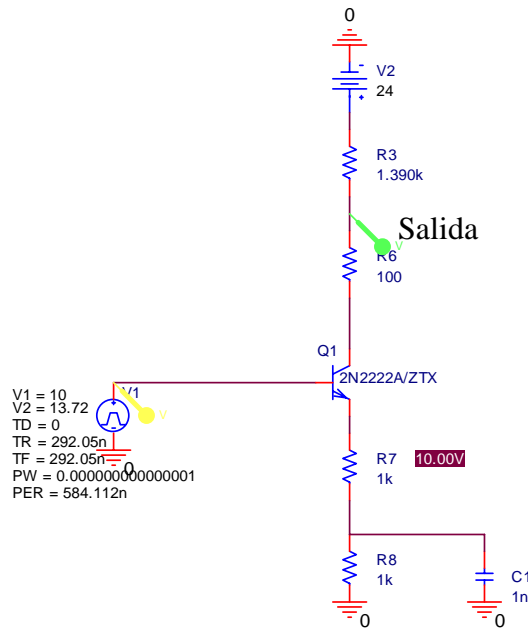 0
V2
24
R3
1.390k
Salida
V
R6
100
Q1
2N2222A/ZTX
V1
V
V1 = 10
V2 = 13.72
TD = 0
TR = 292.05n
TF = 292.05n
PW = 0.000000000000001
PER = 584.112n
0
R7
1k
10.00V
R8
1k
C1
1n
0
0